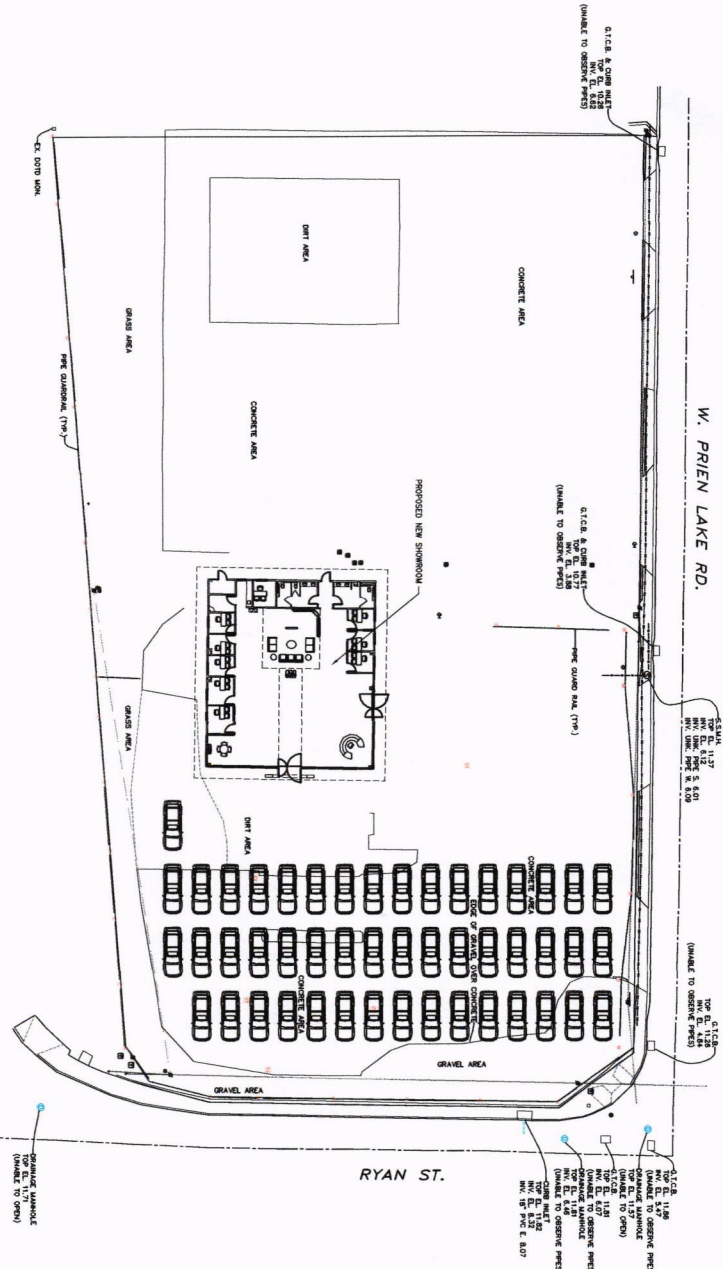 G.T.C.B. & CURB INLET
TOP EL. 10.28
INV. EL. 6.62
(UNABLE TO OBSERVE PIPES)
W. PRIEN LAKE RD.
EX. DOTD MON.
DIRT AREA
CONCRETE AREA
GRASS AREA
PIPE GUARDRAIL (TYP.)
CONCRETE AREA
PROPOSED NEW SHOWROOM
G.T.C.B. & CURB INLET
TOP EL. 10.77
INV. EL. 3.88
(UNABLE TO OBSERVE PIPES)
PIPE GUARD RAIL (TYP.)
S.S.M.H.
TOP EL. 11.37
INV. EL. 6.12
INV. UNK. PIPE S. 6.01
INV. UNK. PIPE W. 6.09
GRASS AREA
DIRT AREA
CONCRETE AREA
EDGE OF GRAVEL OVER CONCRETE
CONCRETE AREA
GRAVEL AREA
GRAVEL AREA
G.T.C.B.
TOP EL. 11.28
INV. EL. 4.84
(UNABLE TO OBSERVE PIPES)
G.T.C.B.
TOP EL. 11.86
INV. EL. 5.47
(UNABLE TO OBSERVE PIPES)
DRAINAGE MANHOLE
TOP EL. 11.57
(UNABLE TO OPEN)
G.T.C.B.
TOP EL. 11.81
INV. EL. 6.07
(UNABLE TO OBSERVE PIPES)
DRAINAGE MANHOLE
TOP EL. 11.81
INV. EL. 6.46
(UNABLE TO OBSERVE PIPES)
CURB INLET
TOP EL. 11.82
INV. EL. 8.32
INV. 18" PVC E. 8.07
RYAN ST.
DRAINAGE MANHOLE
TOP EL. 11.71
(UNABLE TO OPEN)